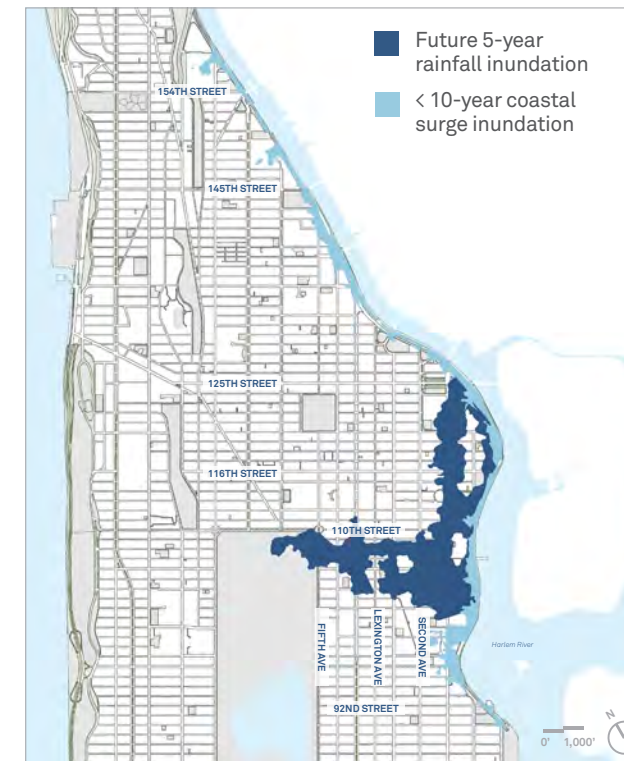 Future 5-year
rainfall inundation
< 10-year coastal
surge inundation
154TH STREET
145TH STREET
125TH STREET
116TH STREET
110TH STREET
FIFTH AVE
LEXINGTON AVE
SECOND AVE
Harlem River
92ND STREET
N
0' 1,000'